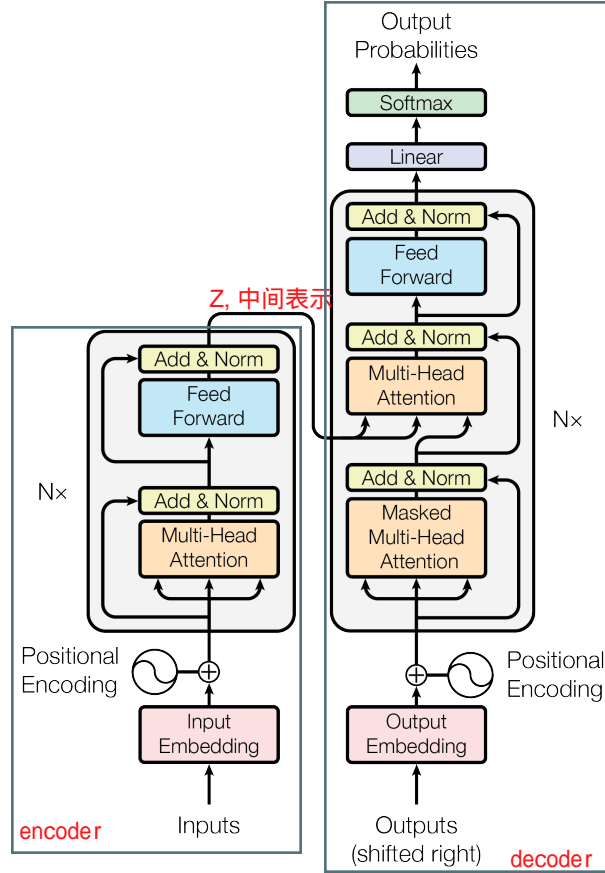 Output
Probabilities
Softmax
Linear
Add & Norm
Feed
Forward
Add & Norm
Multi-Head
Attention
Nx
Add & Norm
Masked
Multi-Head
Attention
Positional
Encoding
Output
Embedding
Outputs
(shifted right)
decoder
Z, 中间表示
Add & Norm
Feed
Forward
Nx
Add & Norm
Multi-Head
Attention
Positional
Encoding
Input
Embedding
Inputs
encoder